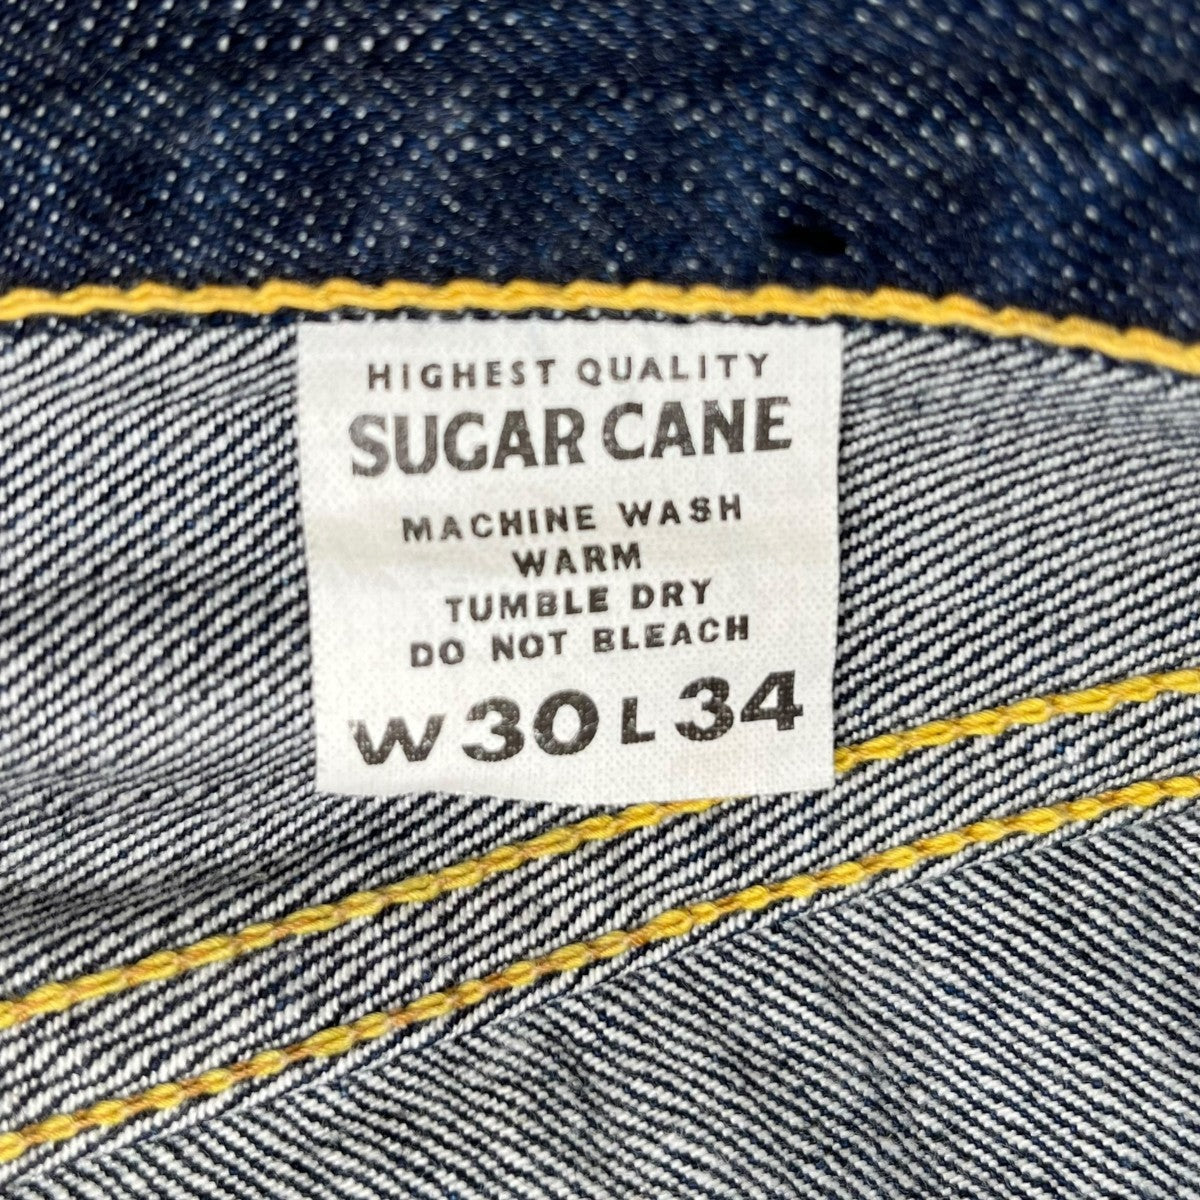 HIGHEST QUALITY
SUGAR CANE
MACHINE WASH
WARM
TUMBLE DRY
DO NOT BLEACH
W30L34